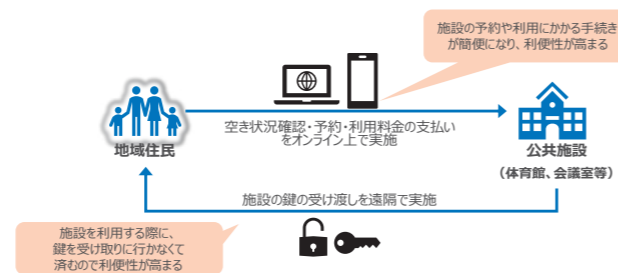 施設の予約や利用にかかる手続き
が簡便になり、利便性が高まる
空き状況確認・予約・利用料金の支払い
をオンライン上で実施
地域住民
公共施設
（体育館、会議室等）
施設の鍵の受け渡しを遠隔で実施
施設を利用する際に、
鍵を受け取りに行かなくて
済むので利便性が高まる